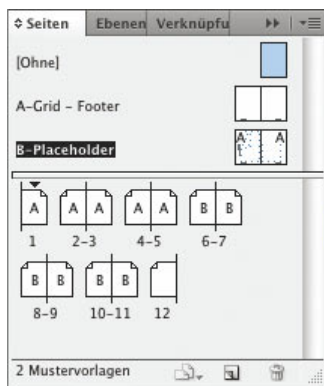 Seiten Ebenen Verknüpfu
[Ohne]
A-Grid – Footer
B-Placeholder
A A
A A A A A B B
1 2–3 4–5 6–7
B B B B
8–9 10–11 12
2 Mustervorlagen